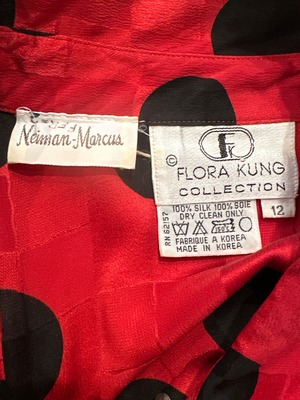 Neiman-Marcus
©
FLORA KUNG
COLLECTION
12
100% SILK 100% SOIE
DRY CLEAN ONLY
FABRIQUE A KOREA
MADE IN KOREA
RN 62157